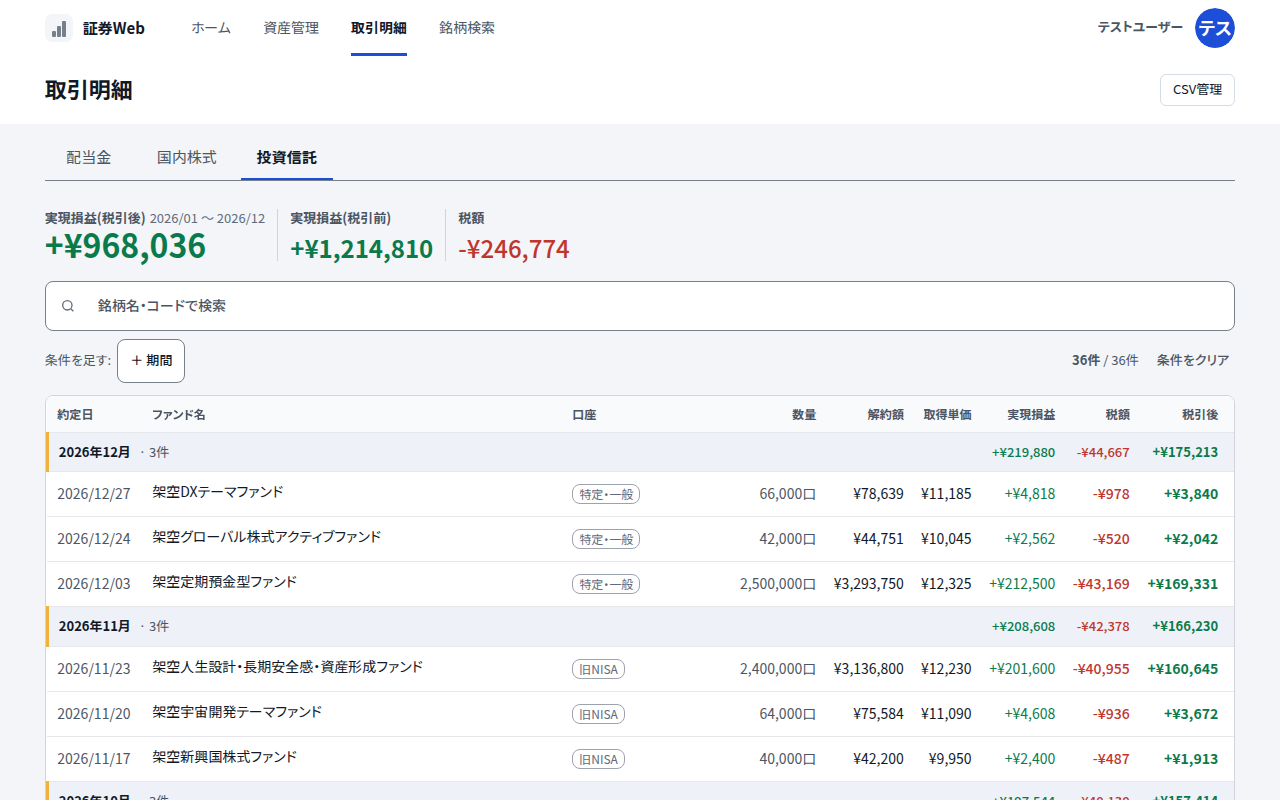 証券Web ホーム 資産管理 取引明細 銘柄検索 テストユーザー テス
取引明細 CSV管理
配当金 国内株式 投資信託
実現損益(税引後) 2026/01 〜 2026/12 実現損益(税引前) 税額
+¥968,036 +¥1,214,810 -¥246,774
銘柄名・コードで検索
条件を足す: ＋ 期間 36件 / 36件 条件をクリア
約定日 ファンド名 口座 数量 解約額 取得単価 実現損益 税額 税引後
2026年12月 · 3件 +¥219,880 -¥44,667 +¥175,213
2026/12/27 架空DXテーマファンド 特定・一般 66,000口 ¥78,639 ¥11,185 +¥4,818 -¥978 +¥3,840
2026/12/24 架空グローバル株式アクティブファンド 特定・一般 42,000口 ¥44,751 ¥10,045 +¥2,562 -¥520 +¥2,042
2026/12/03 架空定期預金型ファンド 特定・一般 2,500,000口 ¥3,293,750 ¥12,325 +¥212,500 -¥43,169 +¥169,331
2026年11月 · 3件 +¥208,608 -¥42,378 +¥166,230
2026/11/23 架空人生設計・長期安全感・資産形成ファンド 旧NISA 2,400,000口 ¥3,136,800 ¥12,230 +¥201,600 -¥40,955 +¥160,645
2026/11/20 架空宇宙開発テーマファンド 旧NISA 64,000口 ¥75,584 ¥11,090 +¥4,608 -¥936 +¥3,672
2026/11/17 架空新興国株式ファンド 旧NISA 40,000口 ¥42,200 ¥9,950 +¥2,400 -¥487 +¥1,913
2026年10月